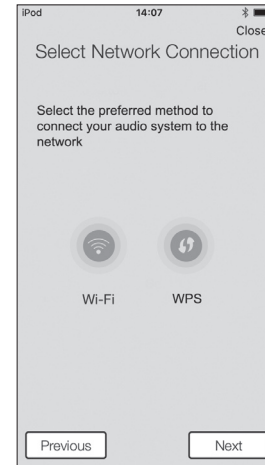 iPod 14:07
Close
Select Network Connection
Select the preferred method to
connect your audio system to the
network
Wi-Fi WPS
Previous Next